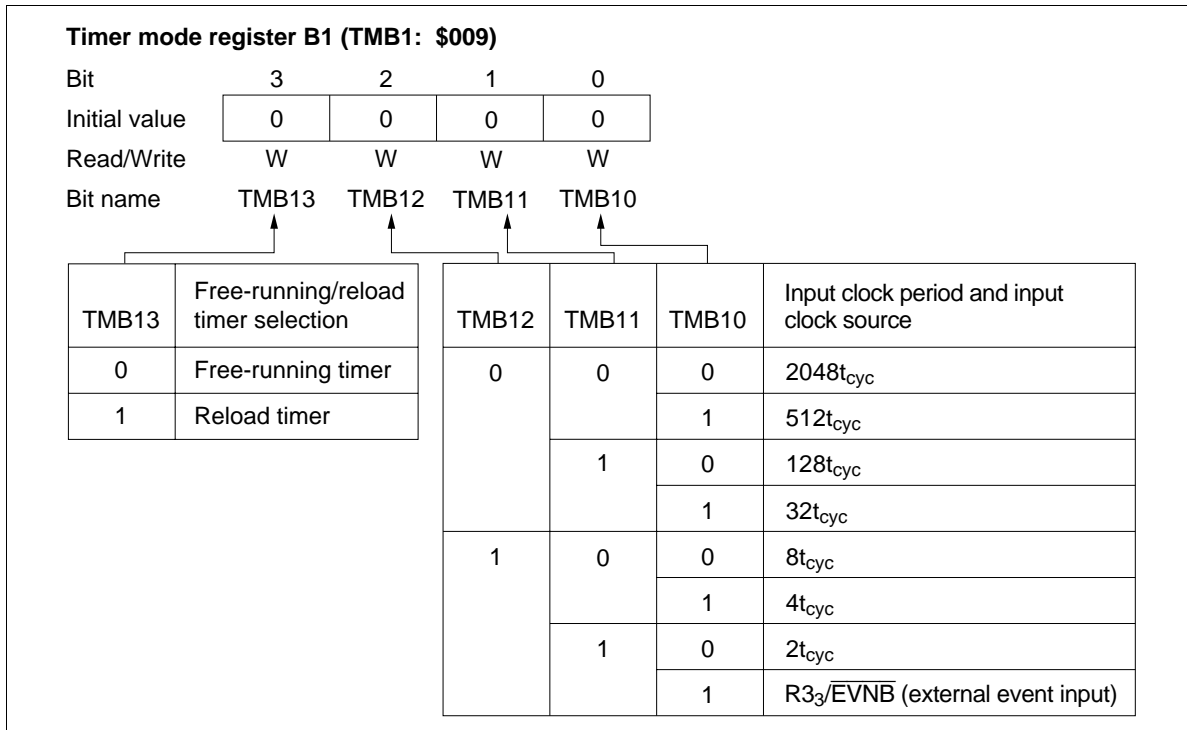 Timer mode register B1 (TMB1: $009)
Bit 3 2 1 0
Initial value 0 0 0 0
Read/Write W W W W
Bit name TMB13 TMB12 TMB11 TMB10
TMB13 Free-running/reload timer selection
0 Free-running timer
1 Reload timer
TMB12 TMB11 TMB10 Input clock period and input clock source
0 0 0 2048tcyc
1 512tcyc
1 0 128tcyc
1 32tcyc
1 0 0 8tcyc
1 4tcyc
1 0 2tcyc
1 R33/EVNB (external event input)